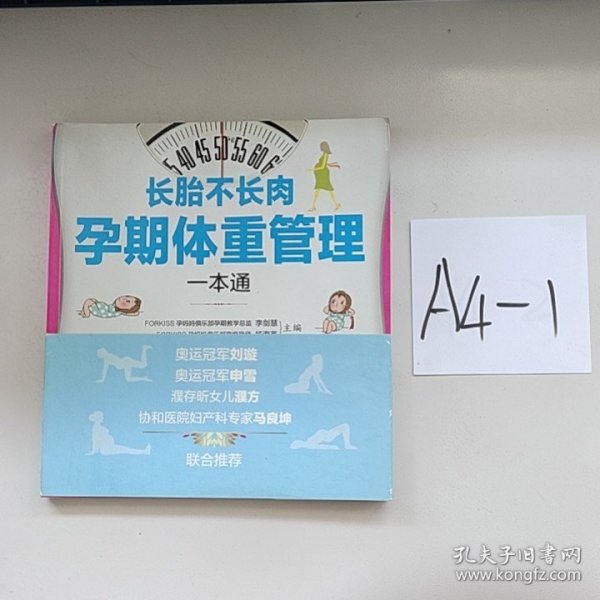 5 40 45 50 55 60 6
长胎不长肉
孕期体重管理
一本通
FORKISS 孕妈妈俱乐部孕期教学总监 李剑慧
主编
奥运冠军刘璇
奥运冠军申雪
濮存昕女儿濮方
协和医院妇产科专家马良坤
联合推荐
A4-1
孔夫子旧书网
www.kongfz.com